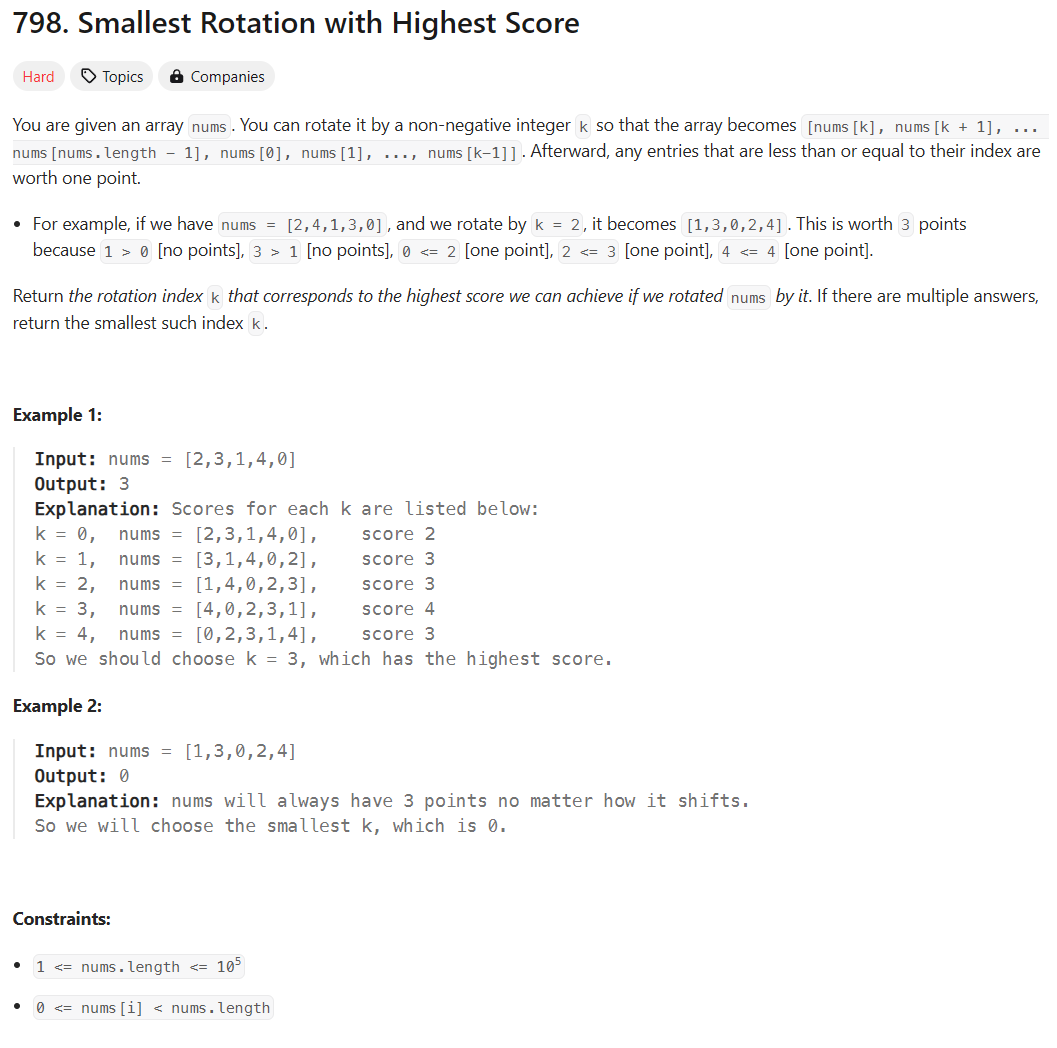 798. Smallest Rotation with Highest Score
Hard Topics Companies
You are given an array nums. You can rotate it by a non-negative integer k so that the array becomes [nums[k], nums[k + 1], ...
nums[nums.length - 1], nums[0], nums[1], ..., nums[k-1]]. Afterward, any entries that are less than or equal to their index are
worth one point.
• For example, if we have nums = [2,4,1,3,0], and we rotate by k = 2, it becomes [1,3,0,2,4]. This is worth 3 points
because 1 > 0 [no points], 3 > 1 [no points], 0 <= 2 [one point], 2 <= 3 [one point], 4 <= 4 [one point].
Return the rotation index k that corresponds to the highest score we can achieve if we rotated nums by it. If there are multiple answers,
return the smallest such index k.
Example 1:
Input: nums = [2,3,1,4,0]
Output: 3
Explanation: Scores for each k are listed below:
k = 0, nums = [2,3,1,4,0], score 2
k = 1, nums = [3,1,4,0,2], score 3
k = 2, nums = [1,4,0,2,3], score 3
k = 3, nums = [4,0,2,3,1], score 4
k = 4, nums = [0,2,3,1,4], score 3
So we should choose k = 3, which has the highest score.
Example 2:
Input: nums = [1,3,0,2,4]
Output: 0
Explanation: nums will always have 3 points no matter how it shifts.
So we will choose the smallest k, which is 0.
Constraints:
• 1 <= nums.length <= 10⁵
• 0 <= nums[i] < nums.length